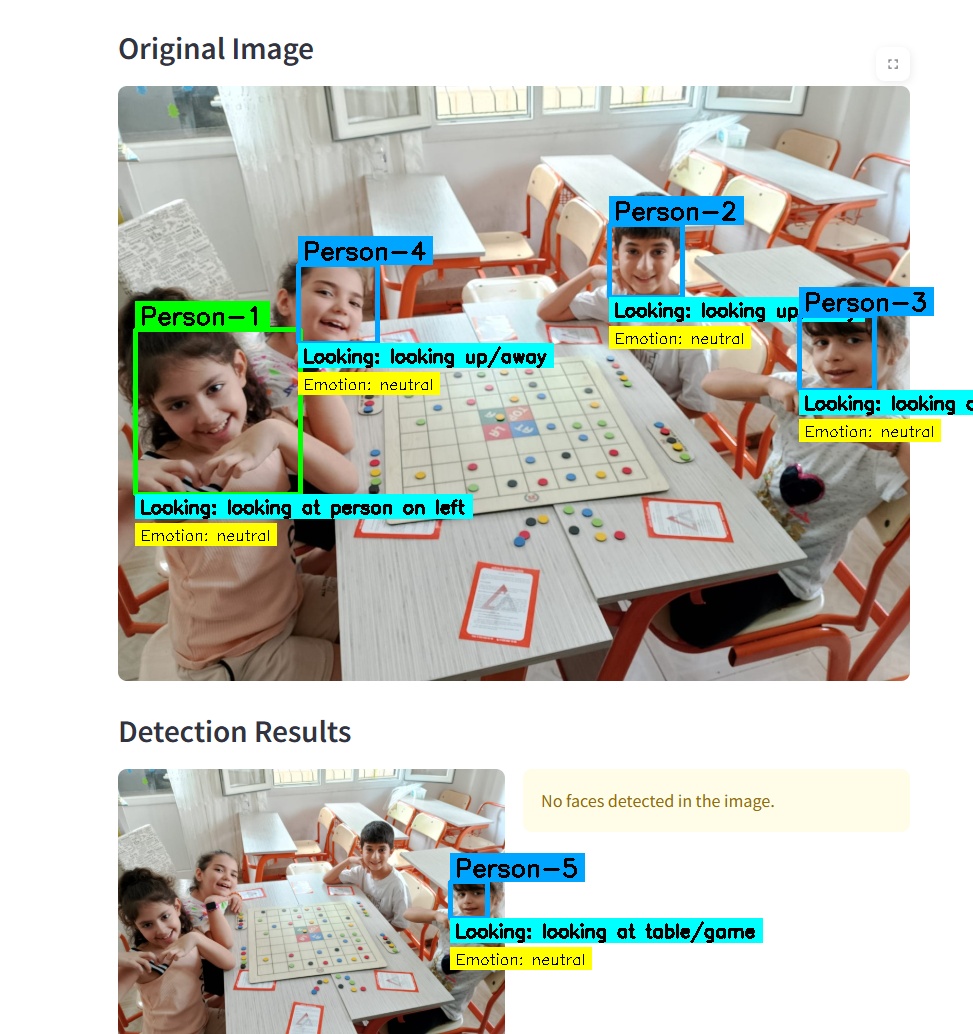 Original Image
Person-4
Person-2
Person-3
Person-1
Looking: looking up
Emotion: neutral
Looking: looking up/away
Emotion: neutral
Looking: looking
Emotion: neutral
Looking: looking at person on left
Emotion: neutral
Detection Results
No faces detected in the image.
Person-5
Looking: looking at table/game
Emotion: neutral